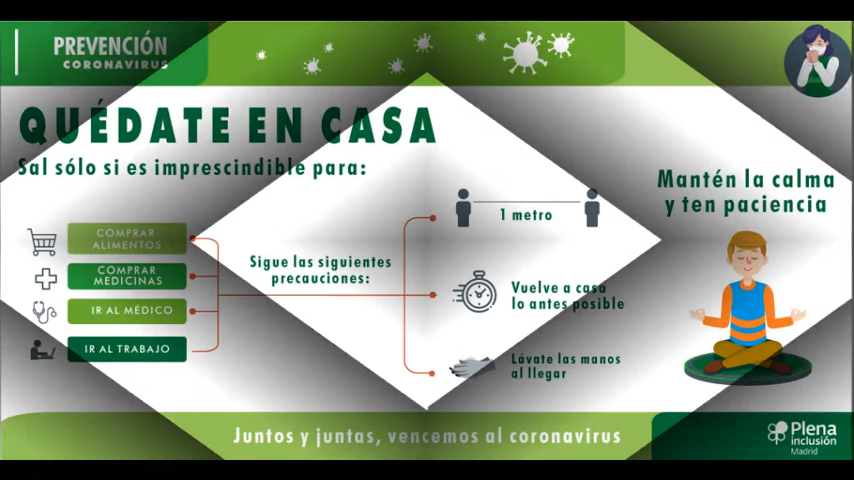 PREVENCIÓN
CORONAVIRUS
QUÉDATE EN CASA
Sal sólo si es imprescindible para:
COMPRAR
ALIMENTOS
COMPRAR
MEDICINAS
IR AL MÉDICO
IR AL TRABAJO
Sigue las siguientes
precauciones:
1 metro
Vuelve a casa
lo antes posible
Lávate las manos
al llegar
Mantén la calma
y ten paciencia
Juntos y juntas, vencemos al coronavirus
Plena
inclusión
Madrid